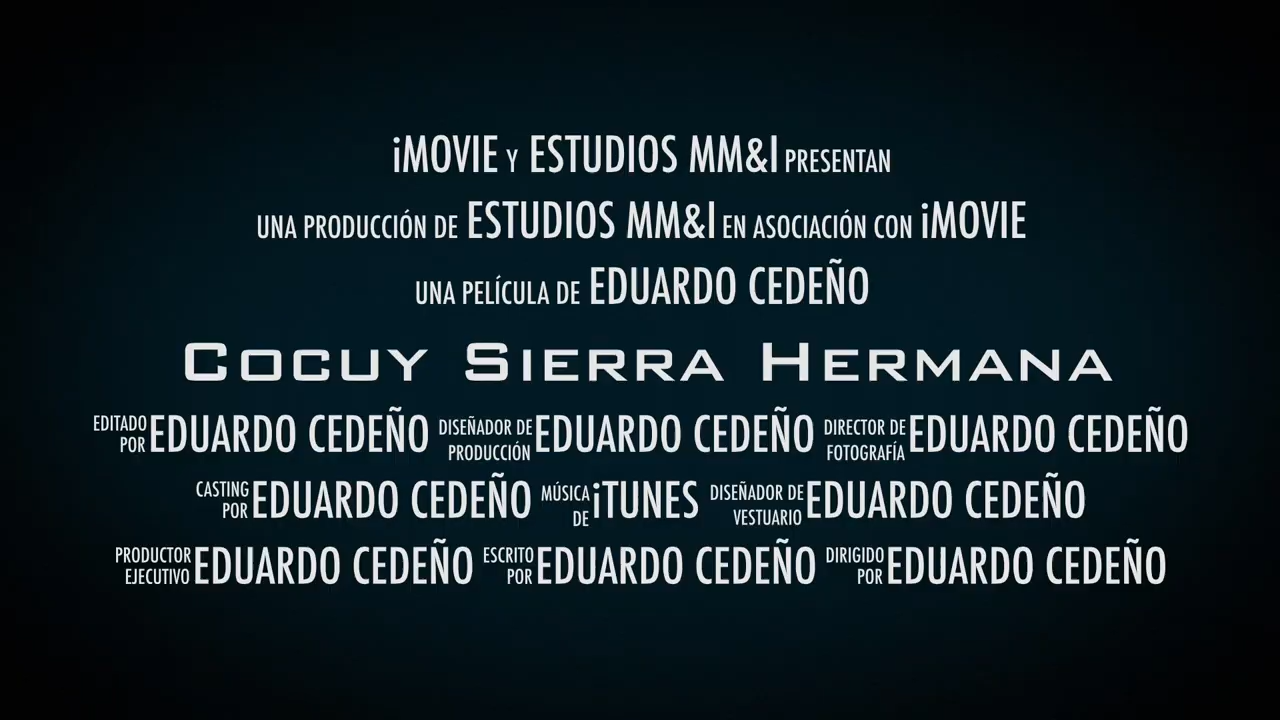 iMOVIE Y ESTUDIOS MM&I PRESENTAN
UNA PRODUCCIÓN DE ESTUDIOS MM&I EN ASOCIACIÓN CON iMOVIE
UNA PELÍCULA DE EDUARDO CEDEÑO
COCUY SIERRA HERMANA
EDITADO POR EDUARDO CEDEÑO DISEÑADOR DE PRODUCCIÓN EDUARDO CEDEÑO DIRECTOR DE FOTOGRAFÍA EDUARDO CEDEÑO
CASTING POR EDUARDO CEDEÑO MÚSICA DE iTUNES DISEÑADOR DE VESTUARIO EDUARDO CEDEÑO
PRODUCTOR EJECUTIVO EDUARDO CEDEÑO ESCRITO POR EDUARDO CEDEÑO DIRIGIDO POR EDUARDO CEDEÑO